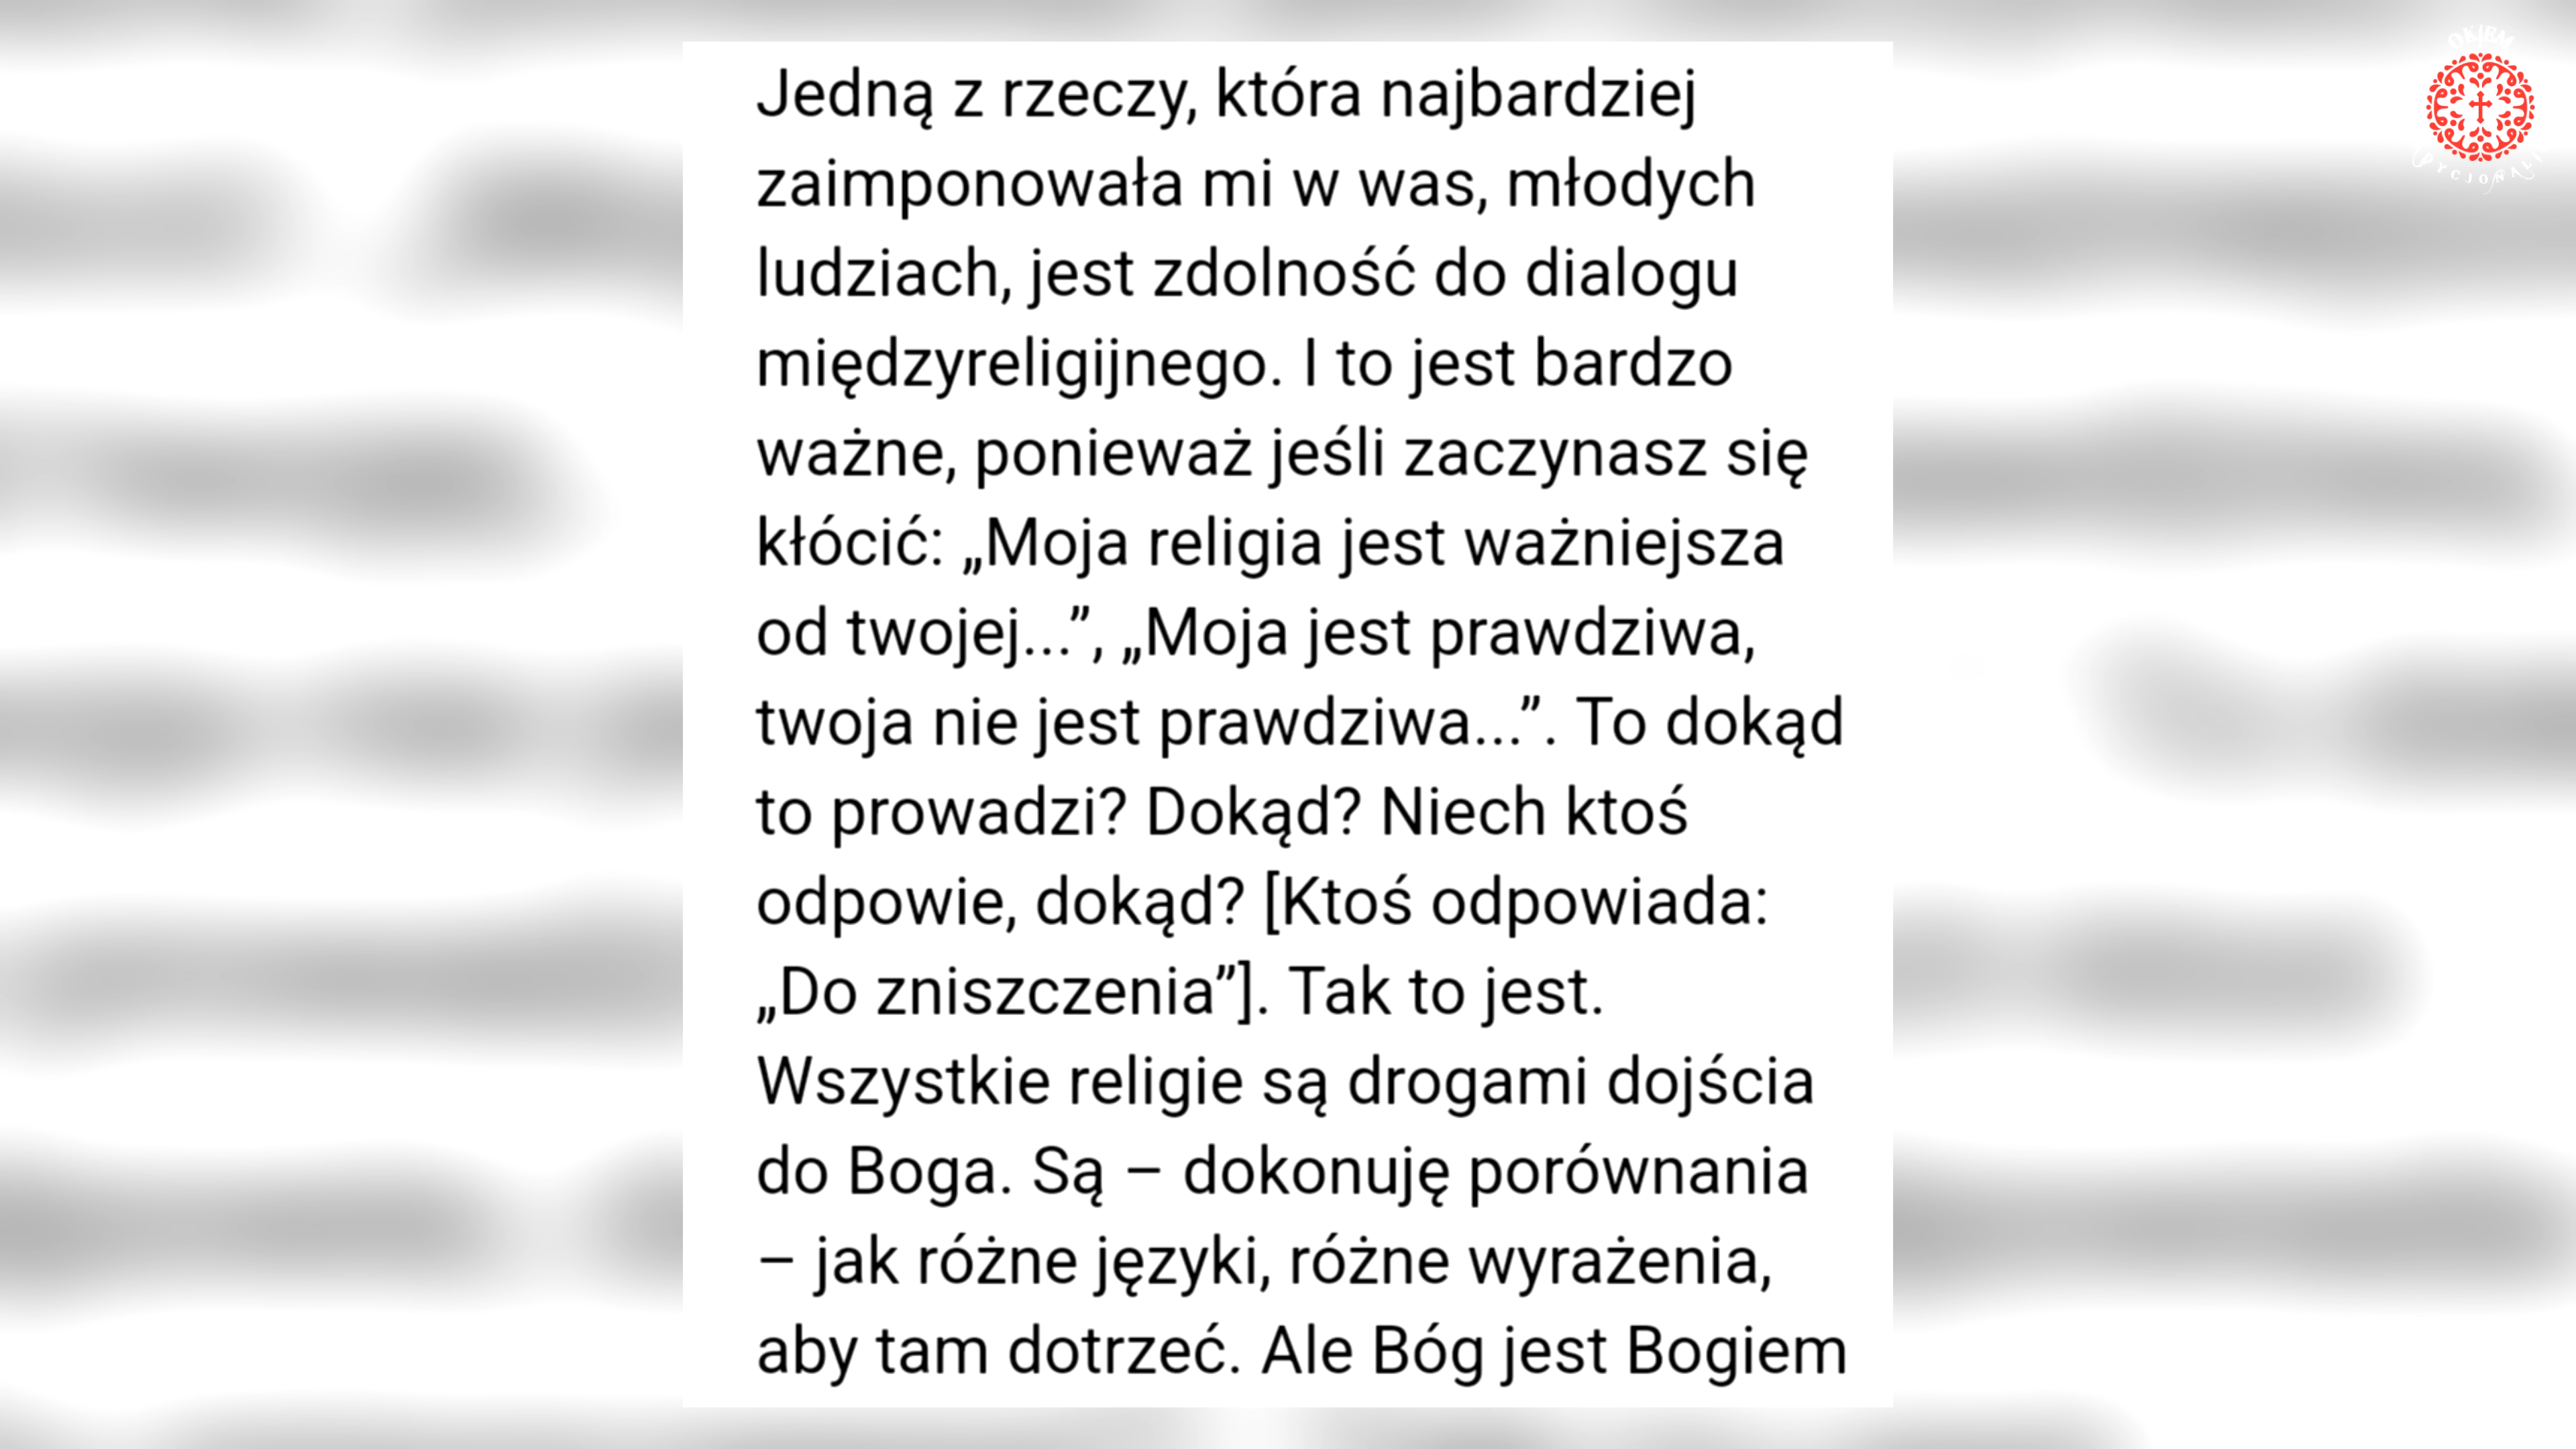 OKIEM
Jedną z rzeczy, która najbardziej
zaimponowała mi w was, młodych
ludziach, jest zdolność do dialogu
międzyreligijnego. I to jest bardzo
ważne, ponieważ jeśli zaczynasz się
kłócić: „Moja religia jest ważniejsza
od twojej...”, „Moja jest prawdziwa,
twoja nie jest prawdziwa...”. To dokąd
to prowadzi? Dokąd? Niech ktoś
odpowie, dokąd? [Ktoś odpowiada:
„Do zniszczenia”]. Tak to jest.
Wszystkie religie są drogami dojścia
do Boga. Są – dokonuję porównania
– jak różne języki, różne wyrażenia,
aby tam dotrzeć. Ale Bóg jest Bogiem